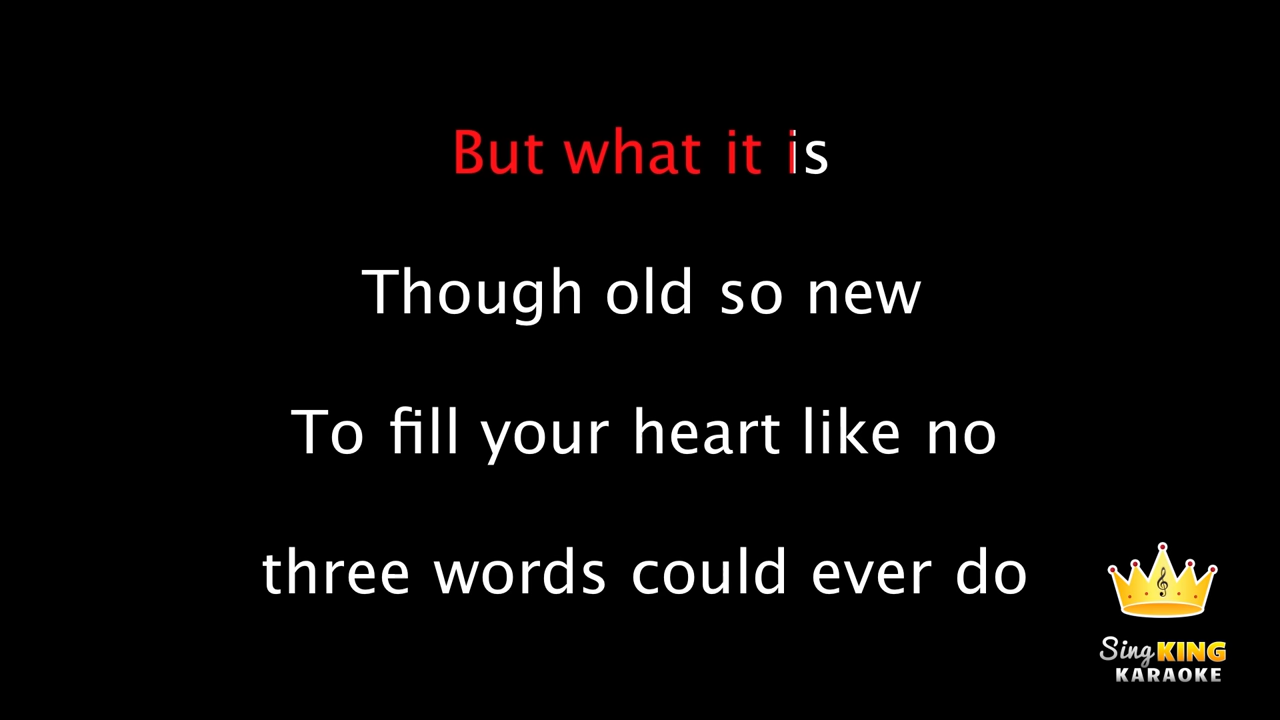 But what it is
Though old so new
To fill your heart like no
three words could ever do
Sing KING
KARAOKE